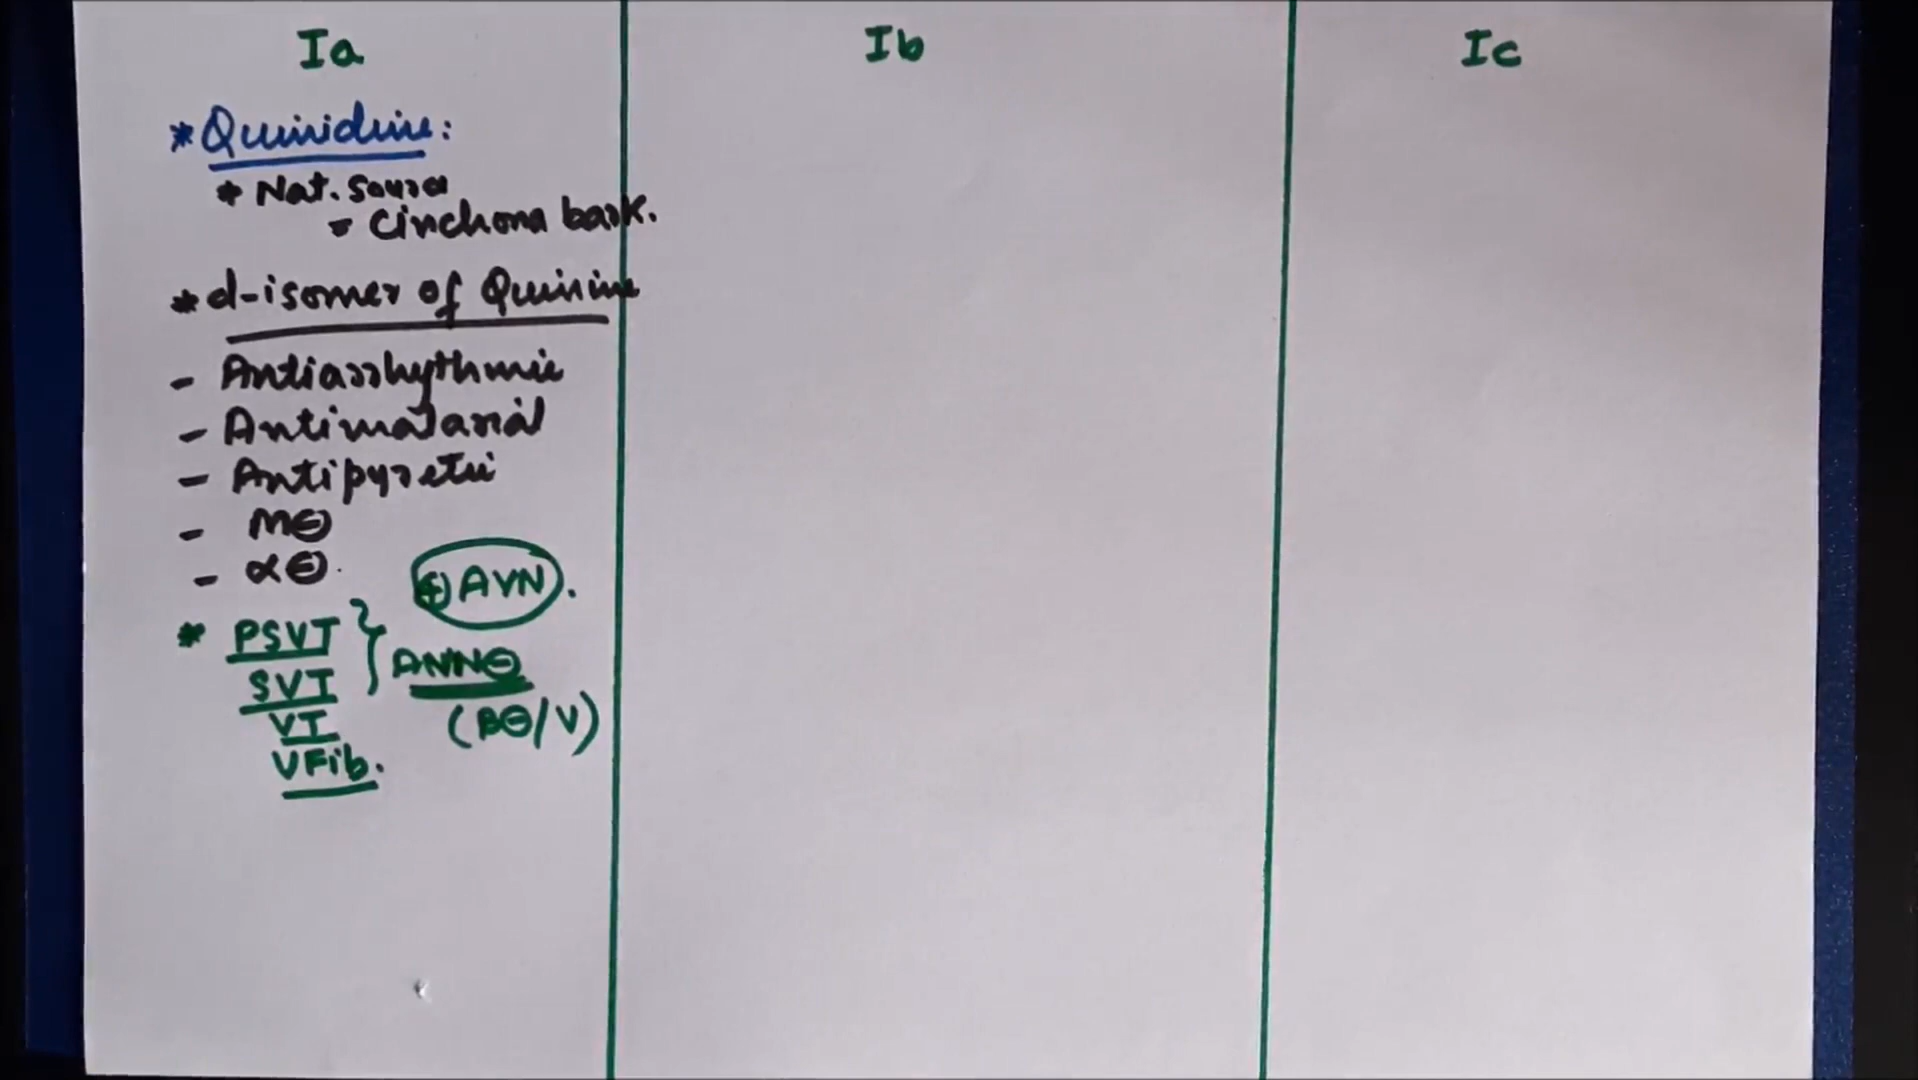 Ia
Ib
Ic
* Quinidine:
* Nat. Source
- Cinchona bark.
* d-isomer of Quinine
- Antiarrhythmic
- Antimalarial
- Antipyretic
- M⊖
- α⊖.
⊕ AVN.
* PSVT
SVT
VT
VFib.
AVN⊖
(β⊖/V)